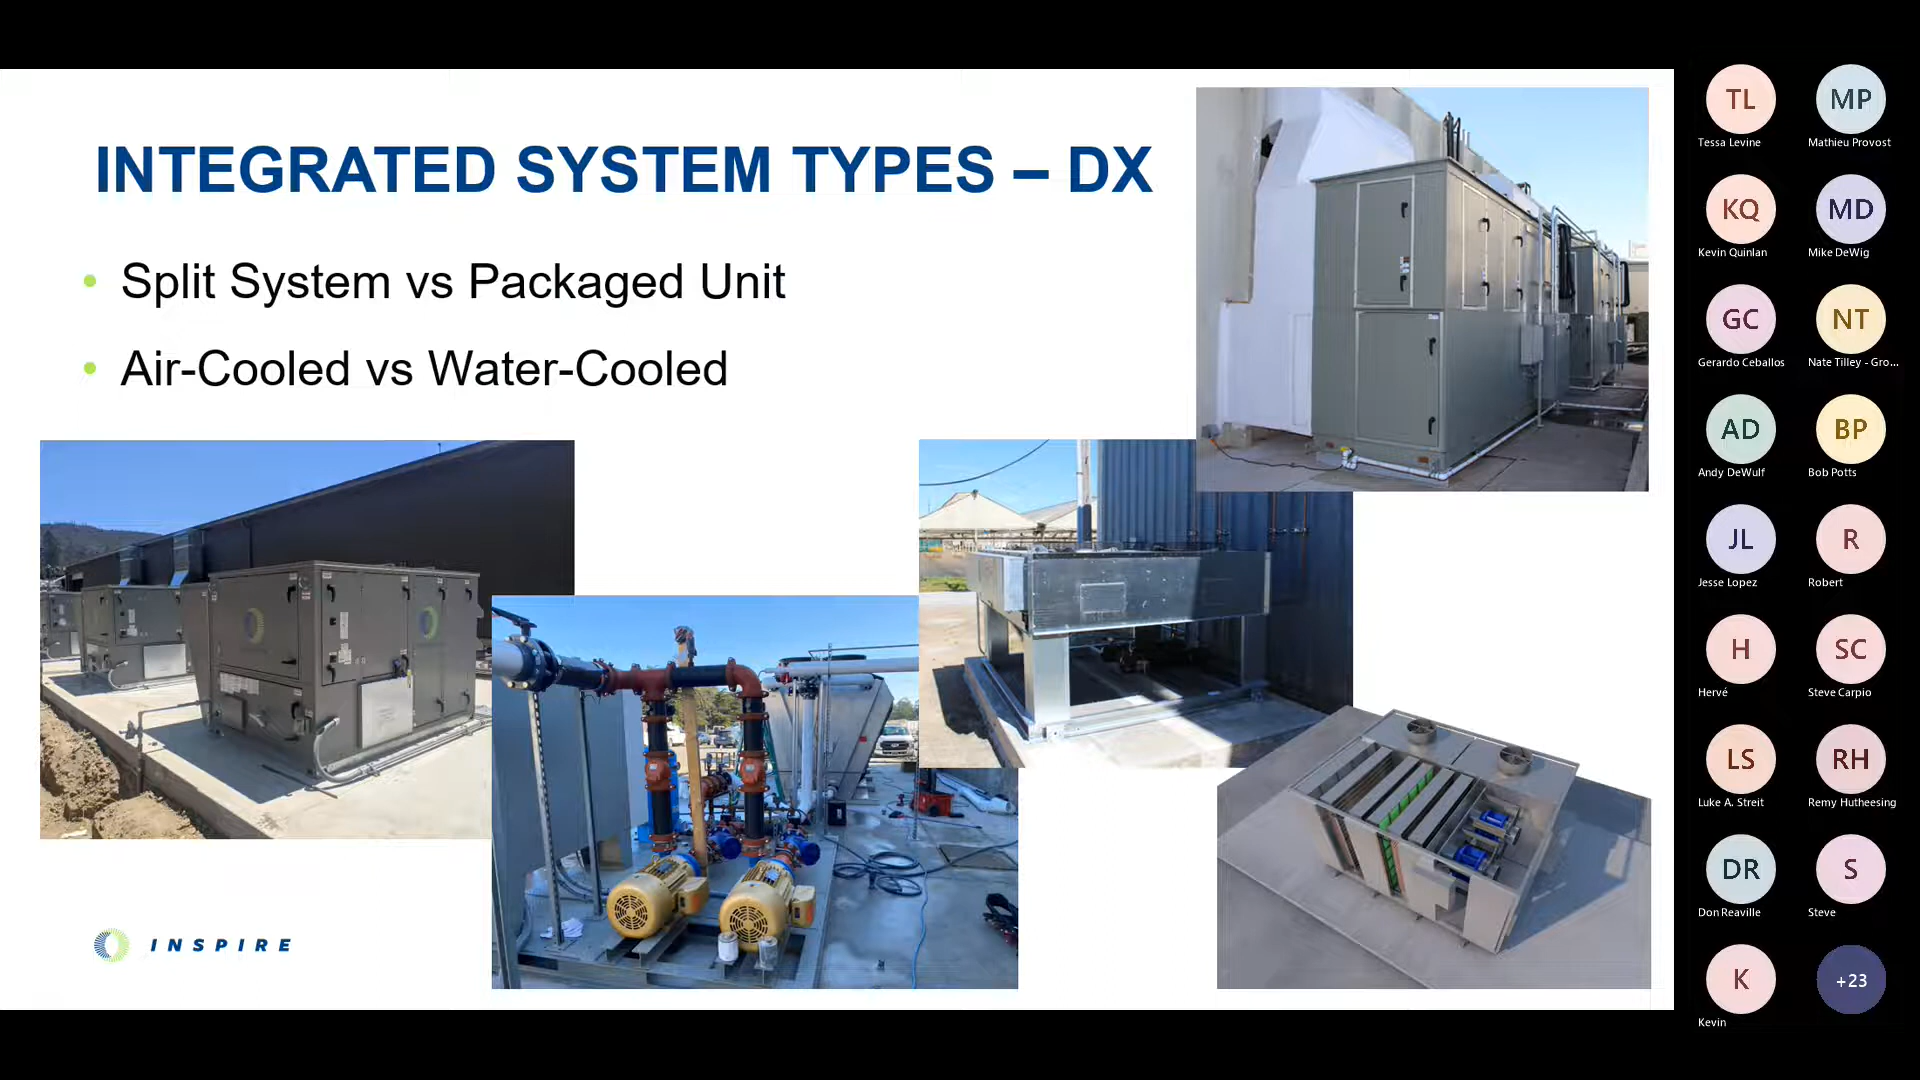 INTEGRATED SYSTEM TYPES – DX
• Split System vs Packaged Unit
• Air-Cooled vs Water-Cooled
INSPIRE
TL
Tessa Levine
MP
Mathieu Provost
KQ
Kevin Quinlan
MD
Mike DeWig
GC
Gerardo Ceballos
NT
Nate Tilley - Gro...
AD
Andy DeWulf
BP
Bob Potts
JL
Jesse Lopez
R
Robert
H
Hervé
SC
Steve Carpio
LS
Luke A. Streit
RH
Remy Hutheesing
DR
Don Reaville
S
Steve
K
Kevin
+23